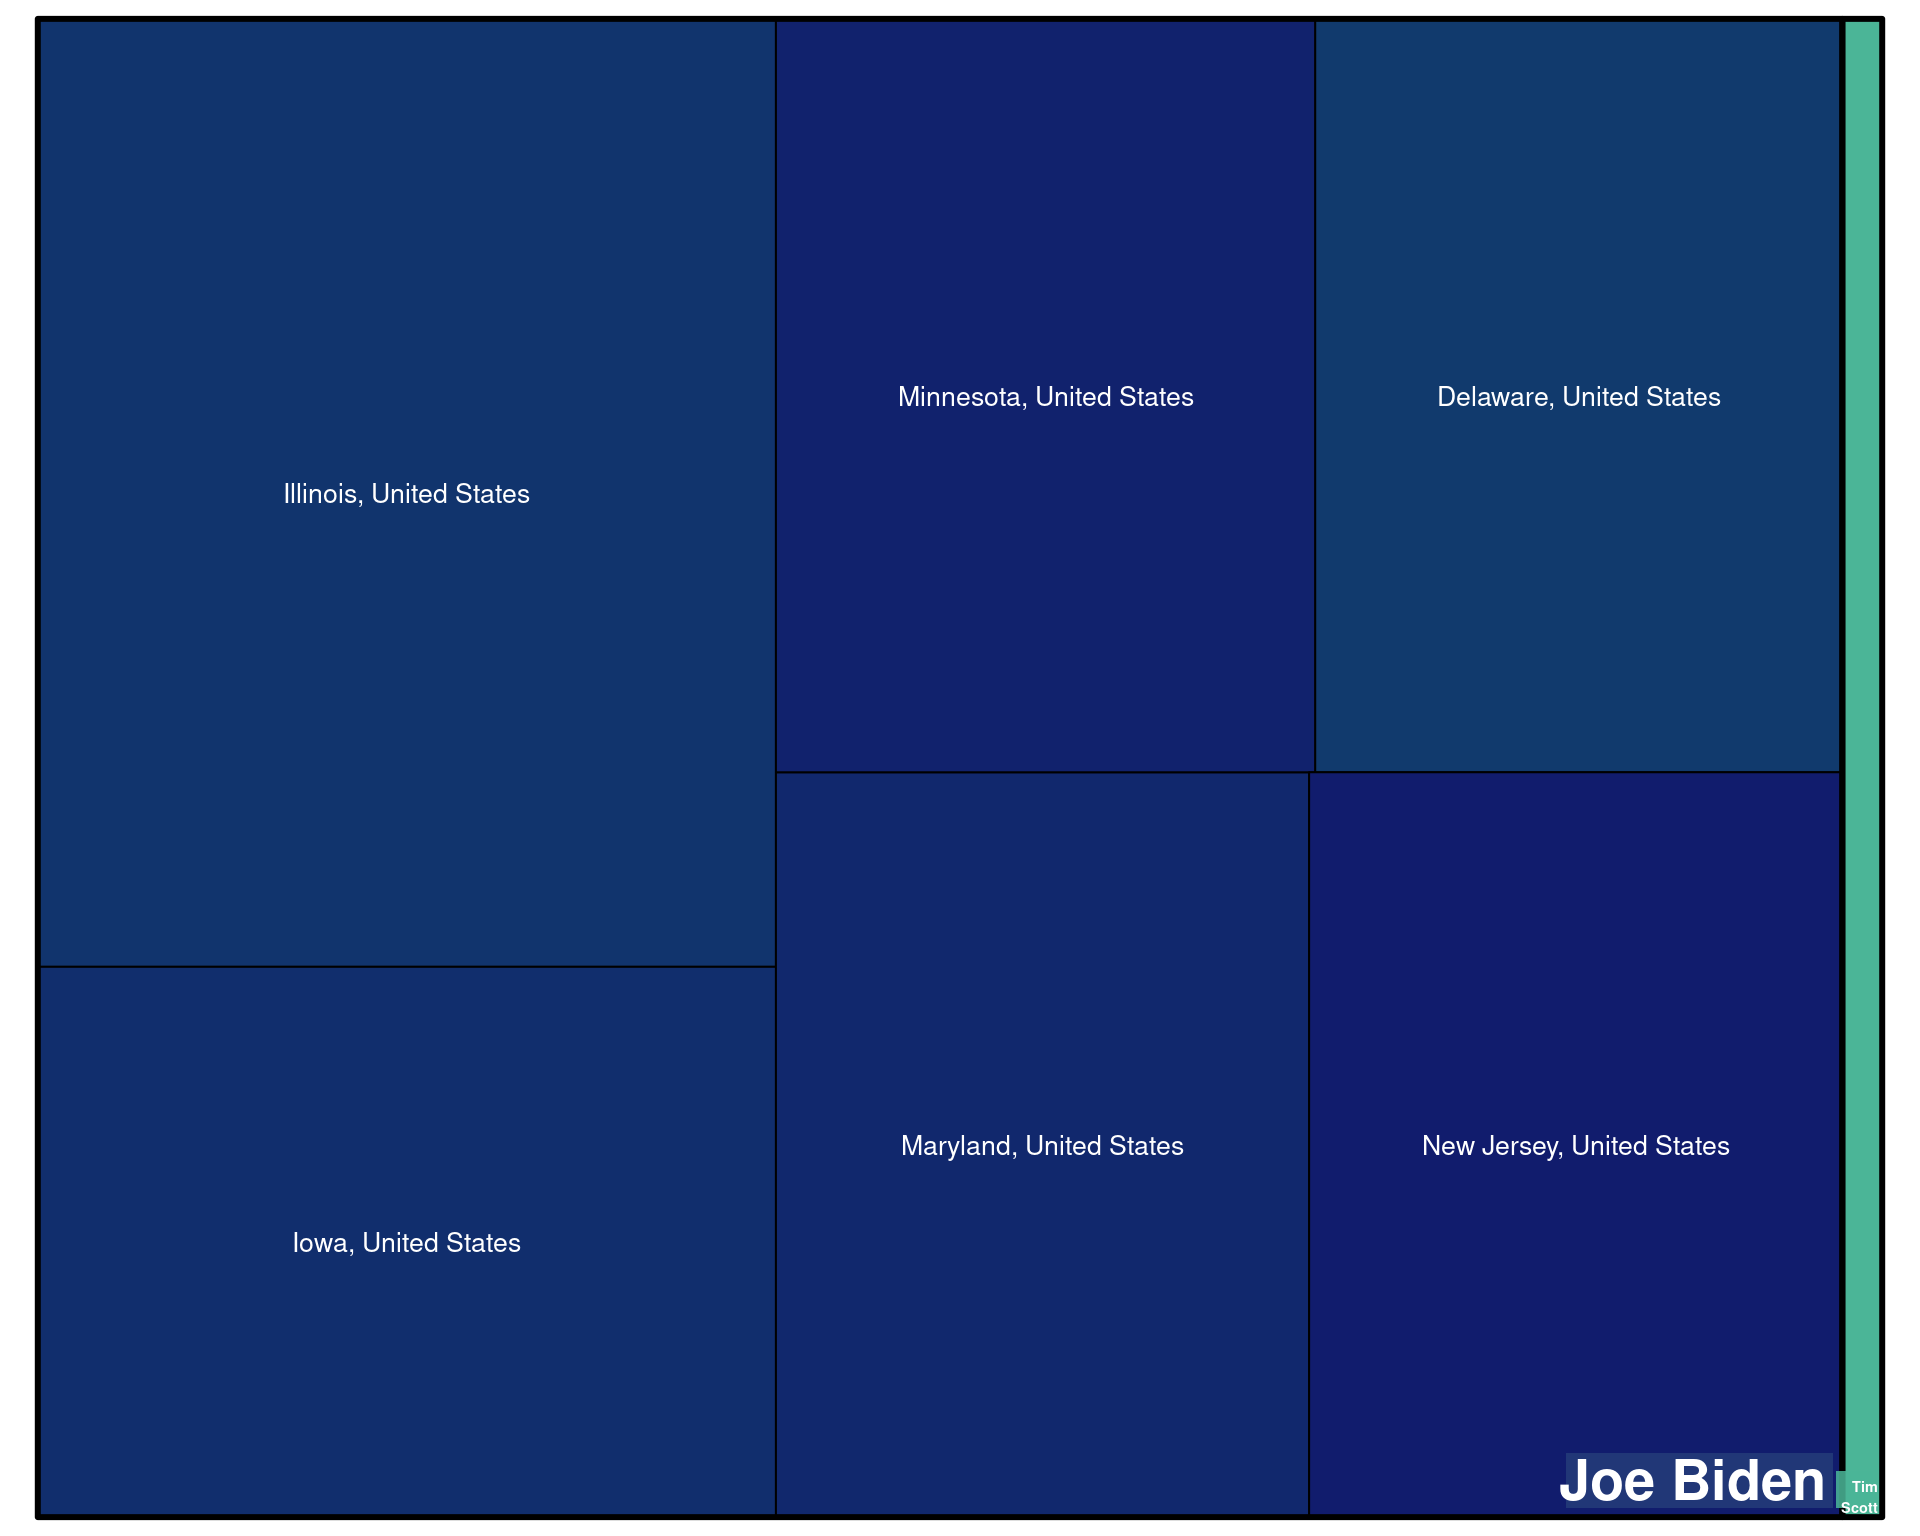 Minnesota, United States
Delaware, United States
Illinois, United States
Maryland, United States
New Jersey, United States
Iowa, United States
Joe Biden
Tim
Scott